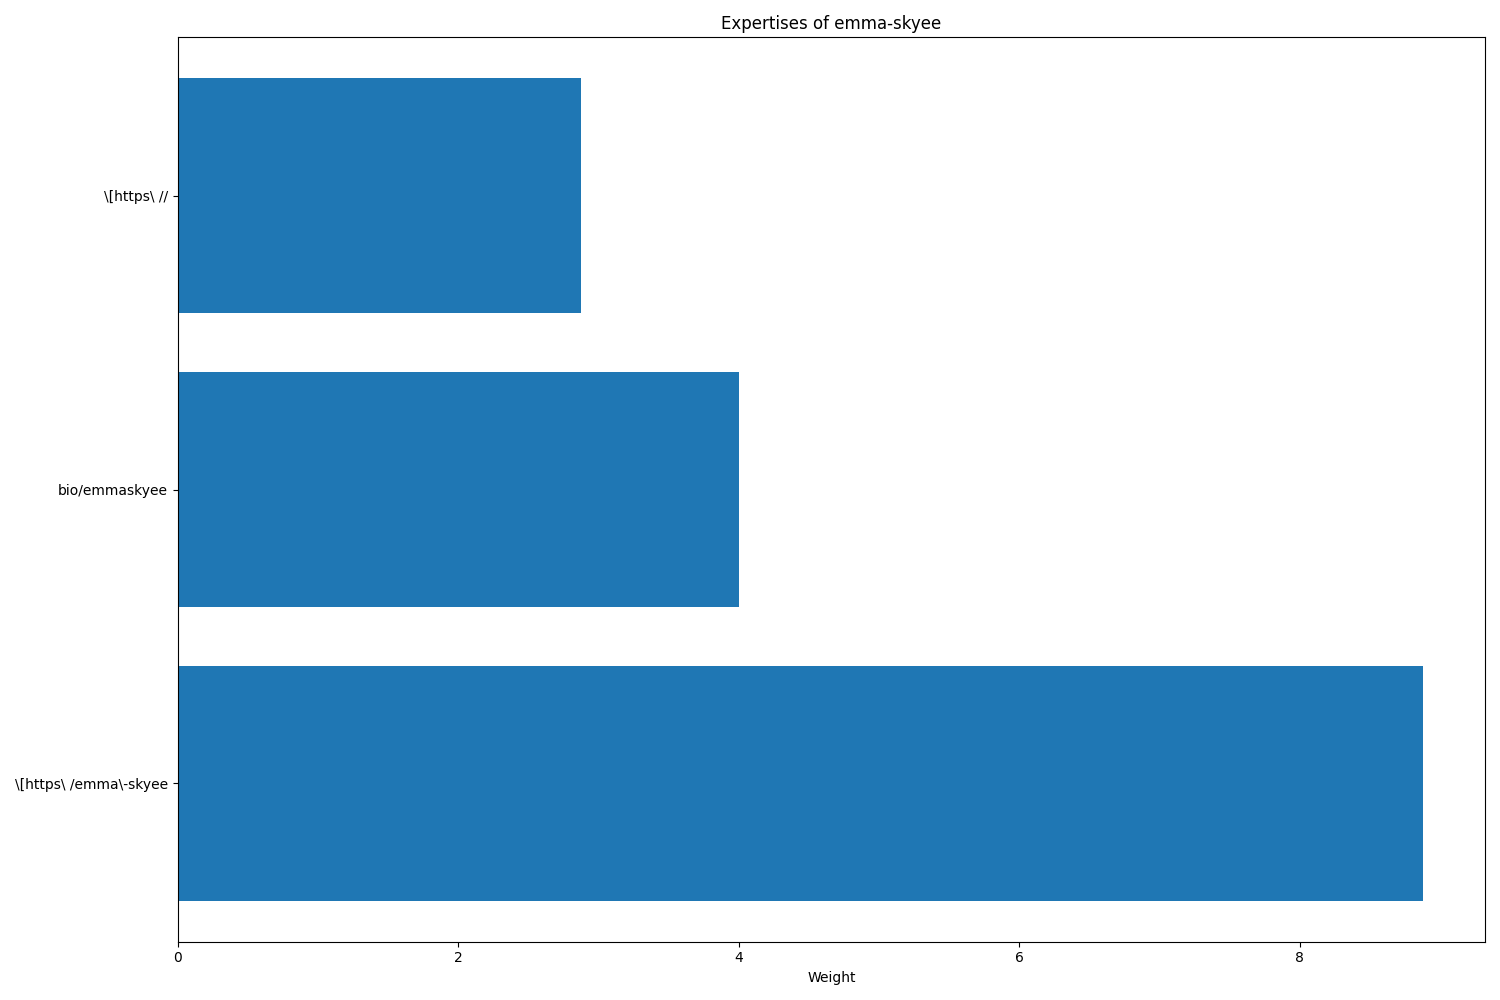 Expertises of emma-skyee
\[https\ //
bio/emmaskyee
\[https\ /emma\-skyee
0 2 4 6 8
Weight